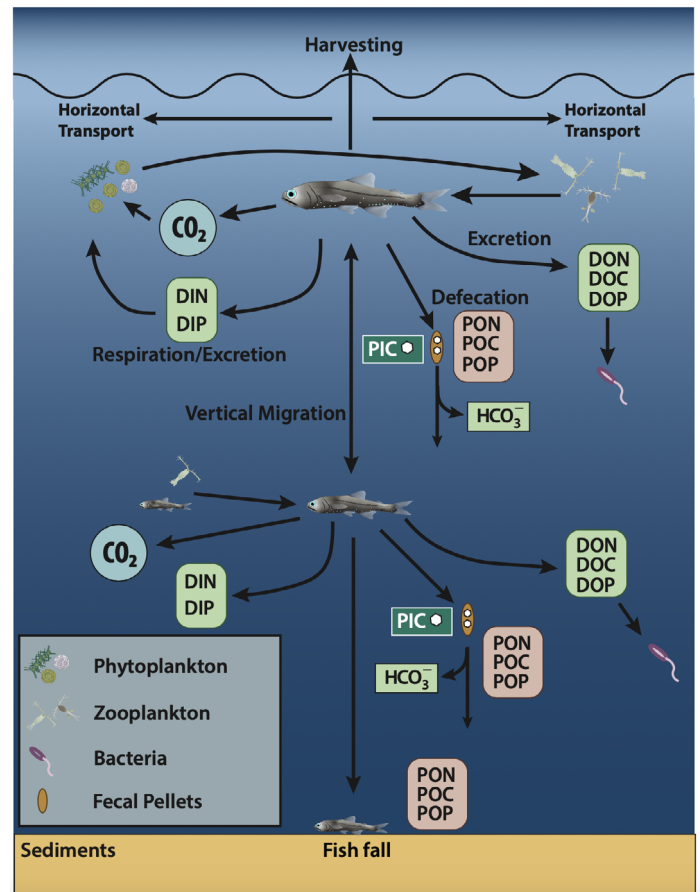 Harvesting
Horizontal
Transport
Horizontal
Transport
CO₂
Excretion
DON
DOC
DOP
DIN
DIP
Defecation
PON
POC
POP
PIC
Respiration/Excretion
Vertical Migration
HCO₃⁻
CO₂
DON
DOC
DOP
DIN
DIP
PIC
PON
POC
POP
HCO₃⁻
Phytoplankton
Zooplankton
Bacteria
Fecal Pellets
PON
POC
POP
Sediments
Fish fall